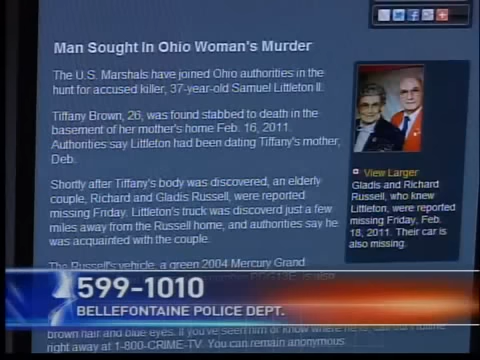 Man Sought In Ohio Woman's Murder
The U.S. Marshals have joined Ohio authorities in the
hunt for accused killer, 37-year-old Samuel Littleton II.
Tiffany Brown, 26, was found stabbed to death in the
basement of her mother's home Feb. 16, 2011.
Authorities say Littleton had been dating Tiffany's mother,
Deb.
Shortly after Tiffany's body was discovered, an elderly
couple, Richard and Gladis Russell, were reported
missing Friday. Littleton's truck was discoverd just a few
miles away from the Russell home, and authorities say he
was acquainted with the couple.
The Russell's vehicle, a green 2004 Mercury Grand
View Larger
Gladis and Richard
Russell, who knew
Littleton, were reported
missing Friday, Feb.
18, 2011. Their car is
also missing.
599-1010
BELLEFONTAINE POLICE DEPT.
brown hair and blue eyes. If you've seen him or know where
right away at 1-800-CRIME-TV. You can remain anonymous.